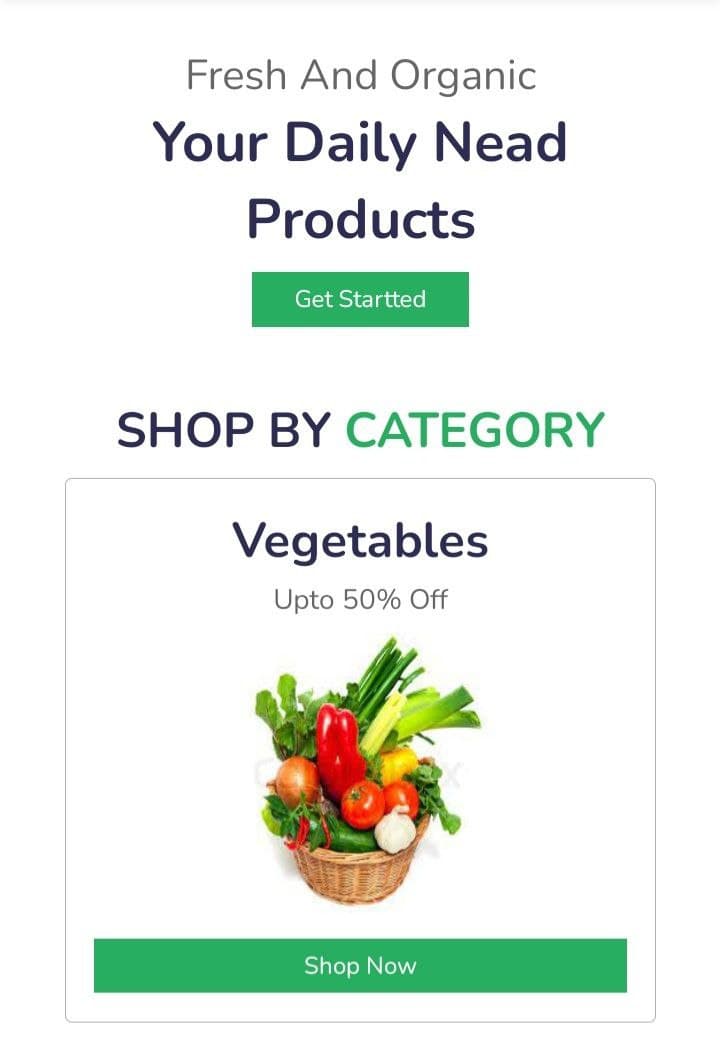 Fresh And Organic
Your Daily Nead
Products
Get Startted
SHOP BY CATEGORY
Vegetables
Upto 50% Off
Shop Now